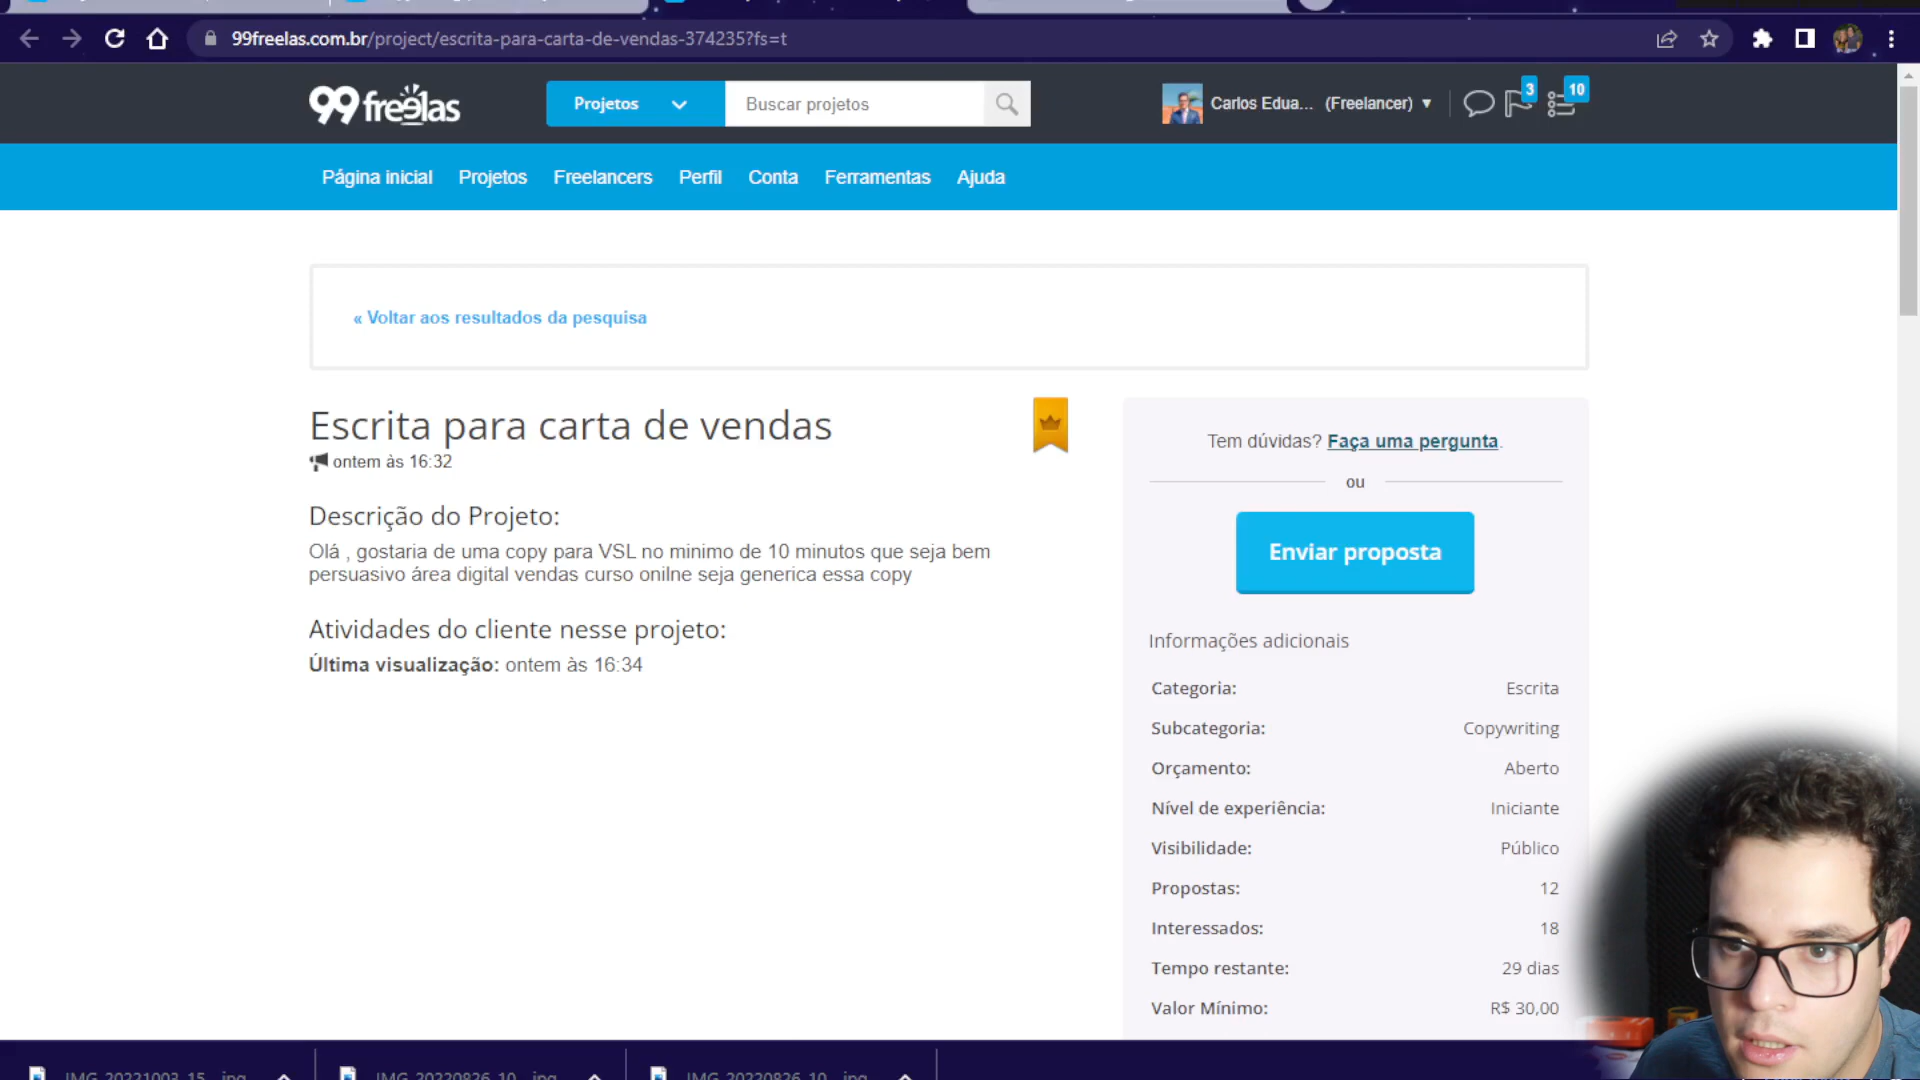 99freelas.com.br/project/escrita-para-carta-de-vendas-374235?fs=t
99freelas
Projetos
Buscar projetos
Carlos Edua... (Freelancer) ▼
3
10
Página inicial
Projetos
Freelancers
Perfil
Conta
Ferramentas
Ajuda
« Voltar aos resultados da pesquisa
Escrita para carta de vendas
ontem às 16:32
Descrição do Projeto:
Olá , gostaria de uma copy para VSL no minimo de 10 minutos que seja bem
persuasivo área digital vendas curso onilne seja generica essa copy
Atividades do cliente nesse projeto:
Última visualização: ontem às 16:34
Tem dúvidas? Faça uma pergunta.
ou
Enviar proposta
Informações adicionais
Categoria: Escrita
Subcategoria: Copywriting
Orçamento: Aberto
Nível de experiência: Iniciante
Visibilidade: Público
Propostas: 12
Interessados: 18
Tempo restante: 29 dias
Valor Mínimo: R$ 30,00
IMG_20221003_15....jpg
IMG_20220826_10....jpg
IMG_20220826_10....jpg